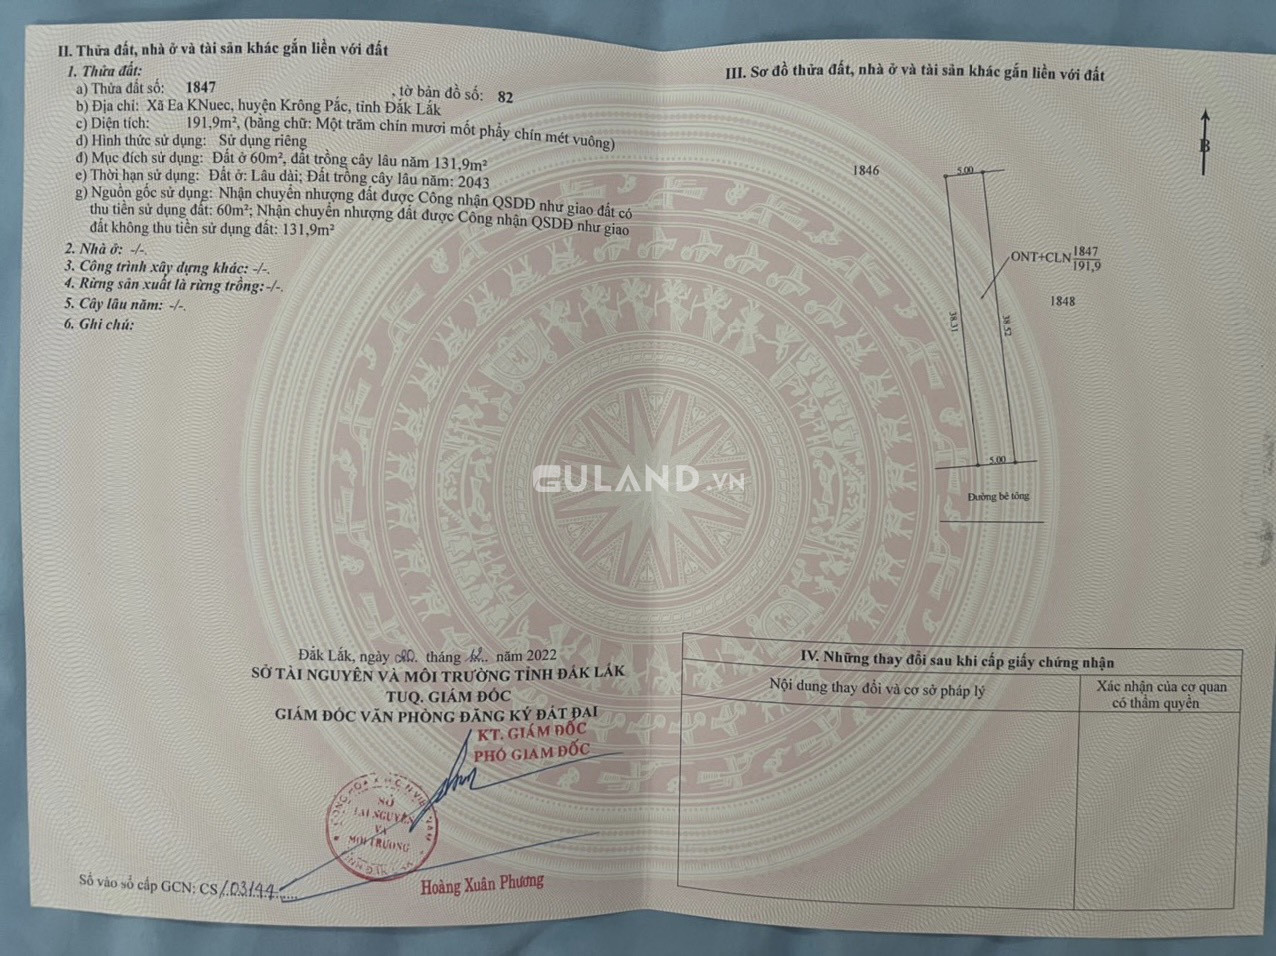 II. Thửa đất, nhà ở và tài sản khác gắn liền với đất
1. Thửa đất:
a) Thửa đất số: 1847 , tờ bản đồ số: 82
b) Địa chỉ: Xã Ea KNuec, huyện Krông Pắc, tỉnh Đắk Lắk
c) Diện tích: 191,9m², (bằng chữ: Một trăm chín mươi mốt phẩy chín mét vuông)
d) Hình thức sử dụng: Sử dụng riêng
đ) Mục đích sử dụng: Đất ở 60m², đất trồng cây lâu năm 131,9m²
e) Thời hạn sử dụng: Đất ở: Lâu dài; Đất trồng cây lâu năm: 2043
g) Nguồn gốc sử dụng: Nhận chuyển nhượng đất được Công nhận QSDĐ như giao đất có
thu tiền sử dụng đất: 60m²; Nhận chuyển nhượng đất được Công nhận QSDĐ như giao
đất không thu tiền sử dụng đất: 131,9m²
2. Nhà ở: -/-.
3. Công trình xây dựng khác: -/-.
4. Rừng sản xuất là rừng trồng:-/-.
5. Cây lâu năm: -/-.
6. Ghi chú:
Đắk Lắk, ngày 20 tháng 12 năm 2022
SỞ TÀI NGUYÊN VÀ MÔI TRƯỜNG TỈNH ĐẮK LẮK
TUQ. GIÁM ĐỐC
GIÁM ĐỐC VĂN PHÒNG ĐĂNG KÝ ĐẤT ĐAI
KT. GIÁM ĐỐC
PHÓ GIÁM ĐỐC
SỞ
TÀI NGUYÊN
VÀ
MÔI TRƯỜNG
TỈNH ĐẮK LẮK
Hoàng Xuân Phương
Số vào sổ cấp GCN: CS/03144
III. Sơ đồ thửa đất, nhà ở và tài sản khác gắn liền với đất
B
1846
5.00
ONT+CLN 1847
191,9
1848
38.31
38.52
5.00
Đường bê tông
IV. Những thay đổi sau khi cấp giấy chứng nhận
Nội dung thay đổi và cơ sở pháp lý
Xác nhận của cơ quan
có thẩm quyền
GULAND.VN